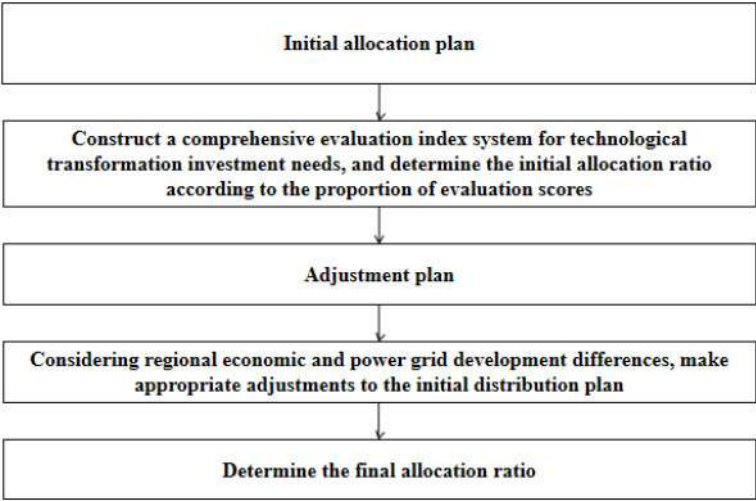 Initial allocation plan
Construct a comprehensive evaluation index system for technological
transformation investment needs, and determine the initial allocation ratio
according to the proportion of evaluation scores
Adjustment plan
Considering regional economic and power grid development differences, make
appropriate adjustments to the initial distribution plan
Determine the final allocation ratio